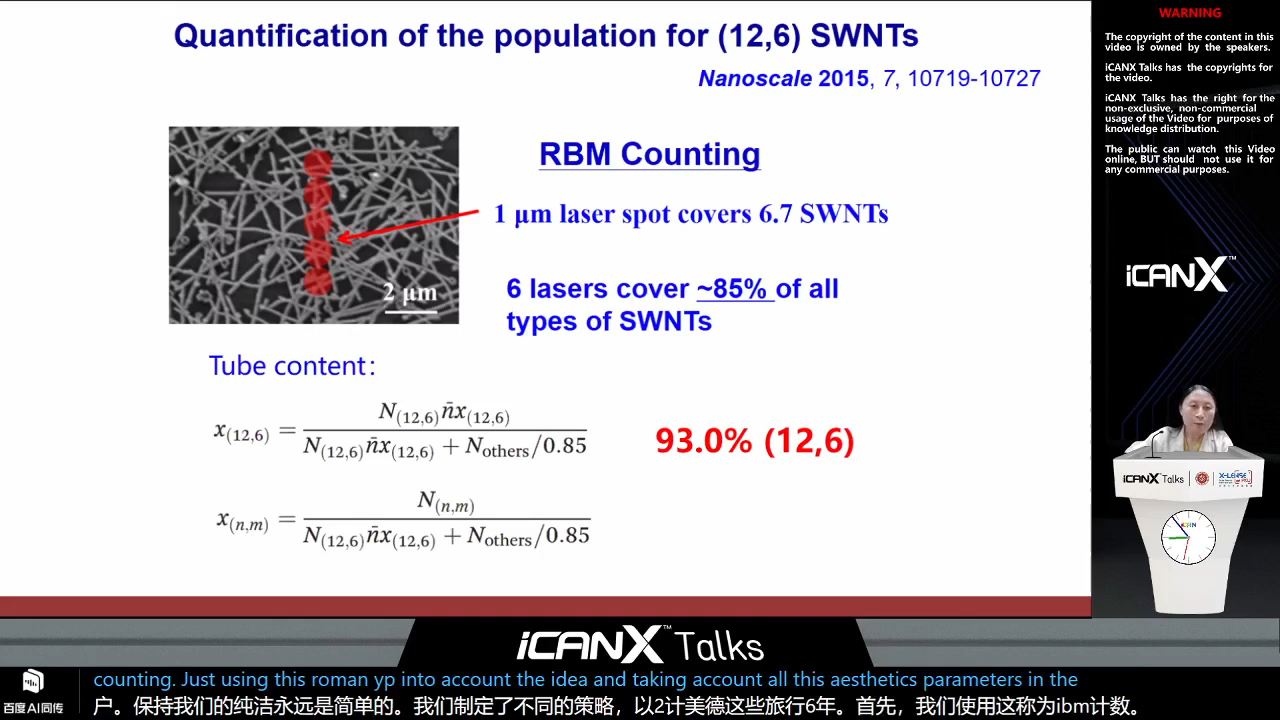 Quantification of the population for (12,6) SWNTs
Nanoscale 2015, 7, 10719-10727
RBM Counting
1 μm laser spot covers 6.7 SWNTs
2 μm
6 lasers cover ~85% of all
types of SWNTs
Tube content:
x(12,6) = N(12,6) n̄x(12,6) / N(12,6) n̄x(12,6) + Nothers/0.85
93.0% (12,6)
x(n,m) = N(n,m) / N(12,6) n̄x(12,6) + Nothers/0.85
WARNING
The copyright of the content in this
video is owned by the speakers.
iCANX Talks has the copyrights for
the video.
iCANX Talks has the right for the
non-exclusive, non-commercial
usage of the Video for purposes of
knowledge distribution.
The public can watch this Video
online, BUT should not use it for
any commercial purposes.
iCANX™
iCANX Talks
iCANX™ Talks
counting. Just using this roman yp into account the idea and taking account all this aesthetics parameters in the
户。保持我们的纯洁永远是简单的。我们制定了不同的策略，以2计美德这些旅行6年。首先，我们使用这称为ibm计数。
百度AI同传